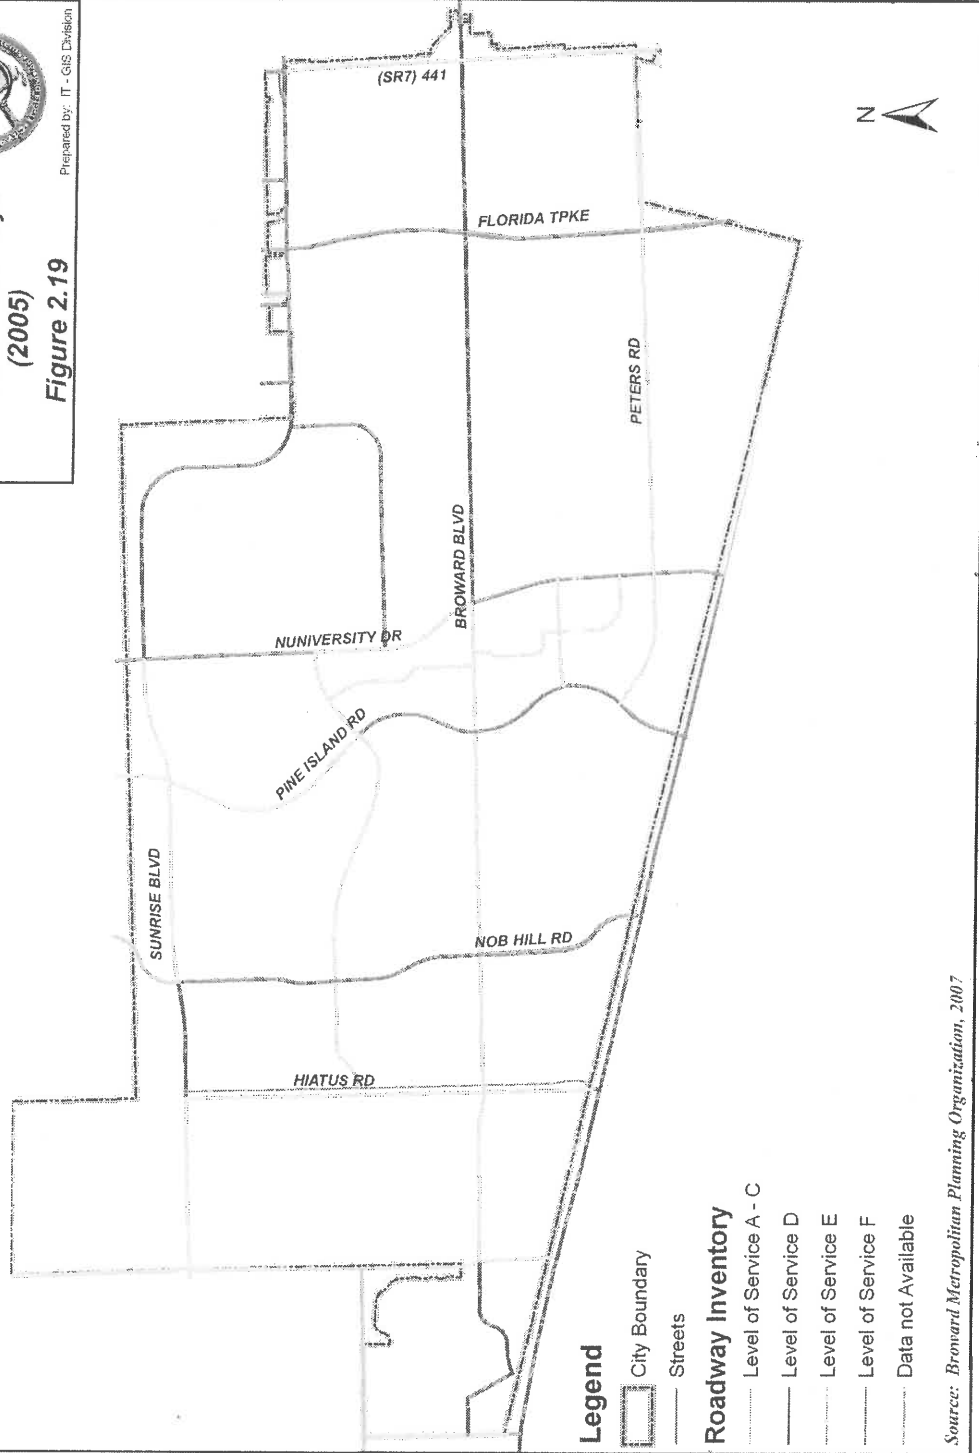 (2005)
Figure 2.19
Prepared by: IT - GIS Division
(SR7) 441
N
FLORIDA TPKE
PETERS RD
BROWARD BLVD
NUNIVERSITY DR
PINE ISLAND RD
SUNRISE BLVD
NOB HILL RD
HIATUS RD
Legend
City Boundary
Streets
Roadway Inventory
Level of Service A - C
Level of Service D
Level of Service E
Level of Service F
Data not Available
Source: Broward Metropolitan Planning Organization, 2007